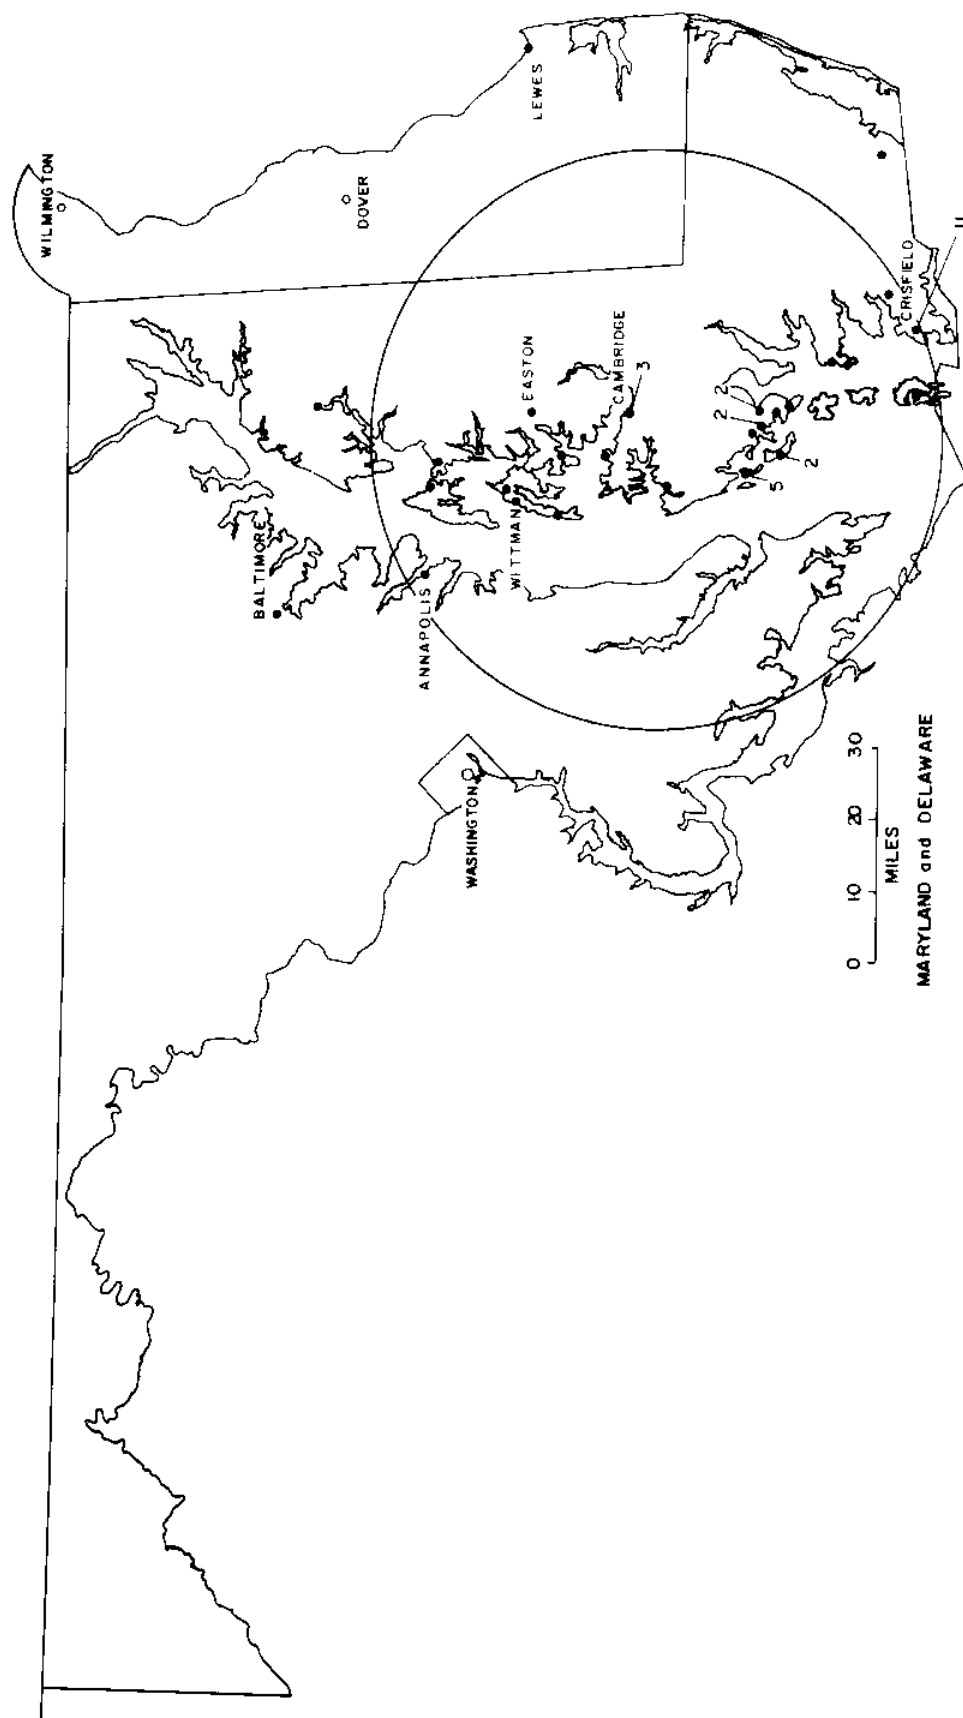 WILMINGTON
DOVER
LEWES
BALTIMORE
ANNAPOLIS
WASHINGTON
EASTON
WITTMAN
CAMBRIDGE
3
2
2
2
5
CRISFIELD
11
0 10 20 30
MILES
MARYLAND and DELAWARE